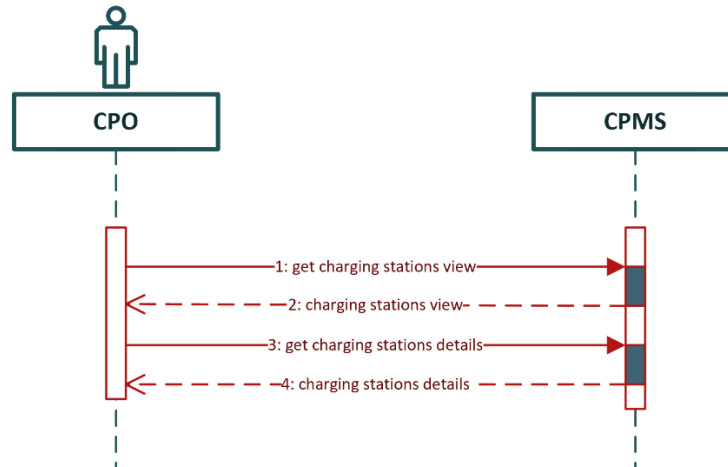 CPO
CPMS
1: get charging stations view
2: charging stations view
3: get charging stations details
4: charging stations details